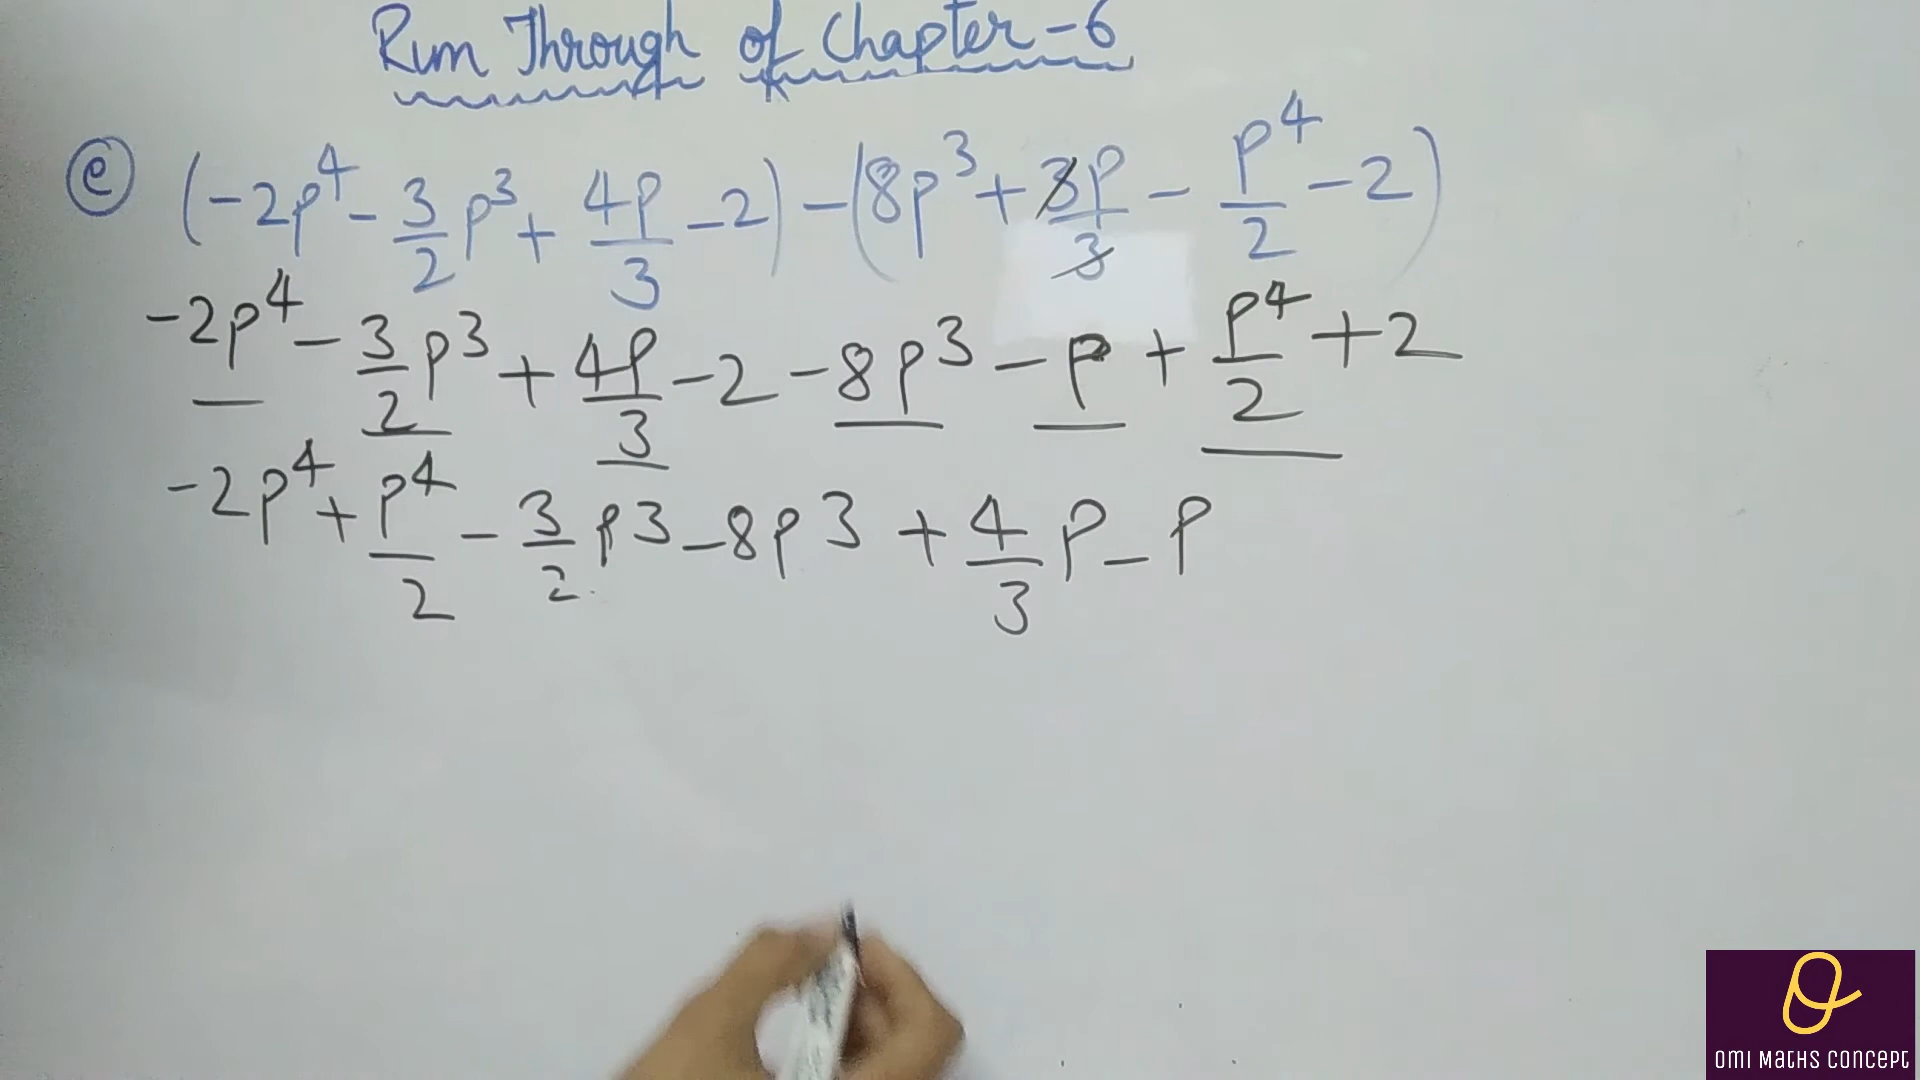 Run Through of Chapter-6
ⓔ (-2p⁴ - 3/2 p³ + 4p/3 - 2) - (8p³ + 3p/3 - p⁴/2 - 2)
-2p⁴ - 3/2 p³ + 4p/3 - 2 - 8p³ - p + p⁴/2 + 2
-2p⁴ + p⁴/2 - 3/2 p³ - 8p³ + 4/3 p - p
OMI MATHS CONCEPT